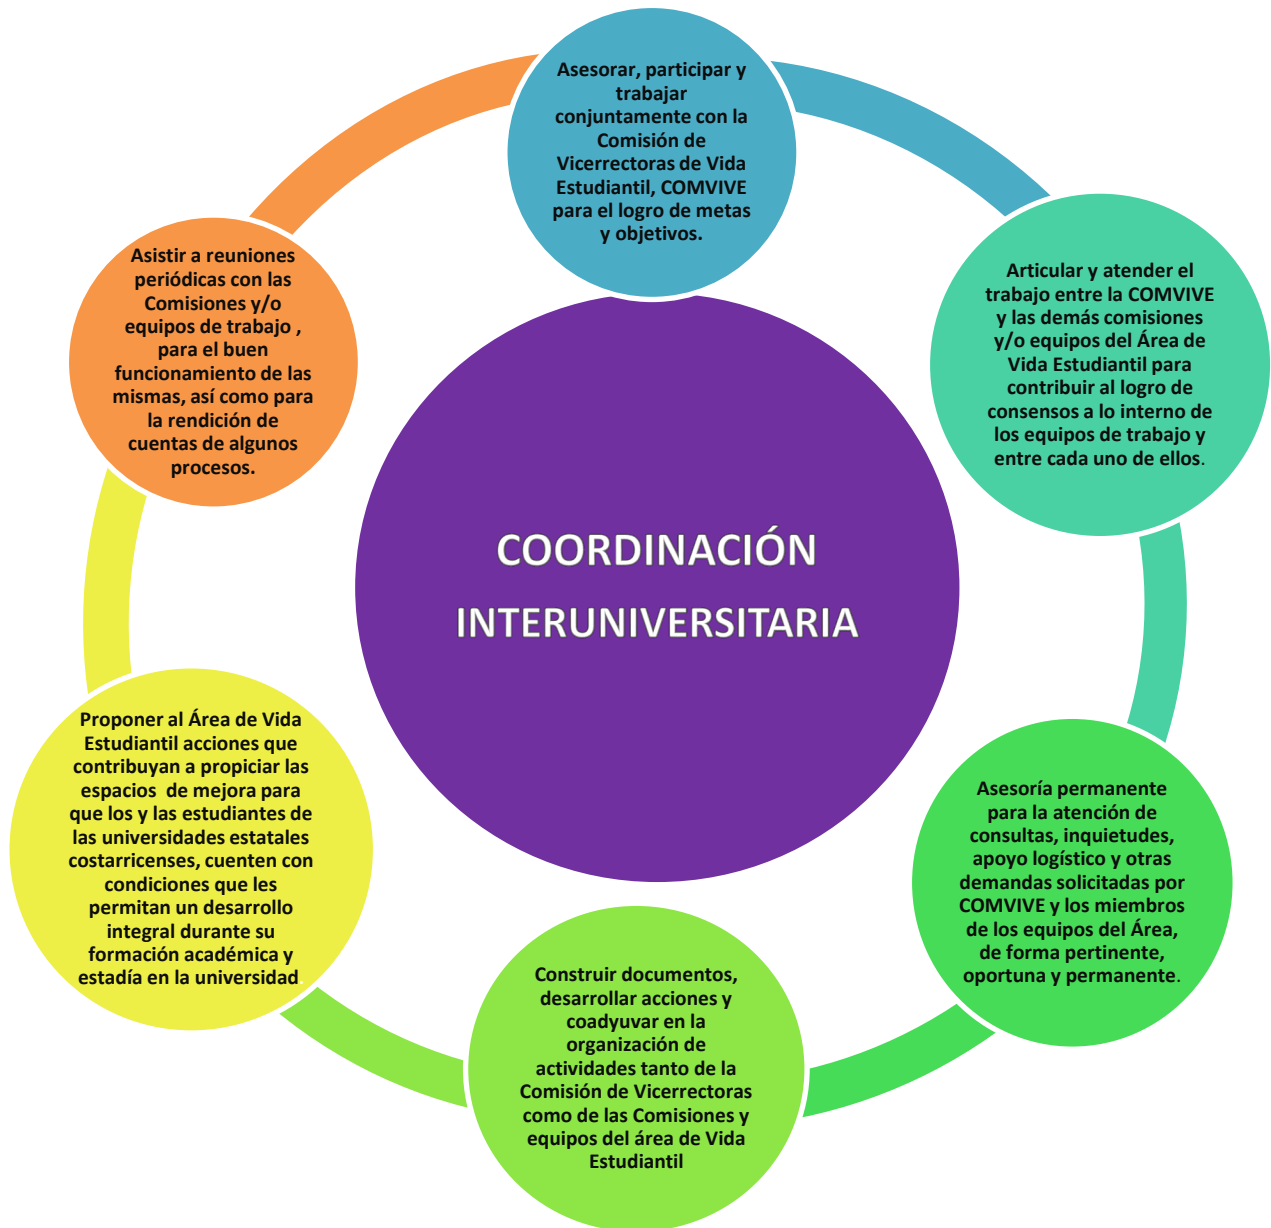 Asesorar, participar y
trabajar
conjuntamente con la
Comisión de
Vicerrectoras de Vida
Estudiantil, COMVIVE
para el logro de metas
y objetivos.
Articular y atender el
trabajo entre la COMVIVE
y las demás comisiones
y/o equipos del Área de
Vida Estudiantil para
contribuir al logro de
consensos a lo interno de
los equipos de trabajo y
entre cada uno de ellos.
Asesoría permanente
para la atención de
consultas, inquietudes,
apoyo logístico y otras
demandas solicitadas por
COMVIVE y los miembros
de los equipos del Área,
de forma pertinente,
oportuna y permanente.
Construir documentos,
desarrollar acciones y
coadyuvar en la
organización de
actividades tanto de la
Comisión de Vicerrectoras
como de las Comisiones y
equipos del área de Vida
Estudiantil
Proponer al Área de Vida
Estudiantil acciones que
contribuyan a propiciar las
espacios de mejora para
que los y las estudiantes de
las universidades estatales
costarricenses, cuenten con
condiciones que les
permitan un desarrollo
integral durante su
formación académica y
estadía en la universidad.
Asistir a reuniones
periódicas con las
Comisiones y/o
equipos de trabajo ,
para el buen
funcionamiento de las
mismas, así como para
la rendición de
cuentas de algunos
procesos.
COORDINACIÓN
INTERUNIVERSITARIA